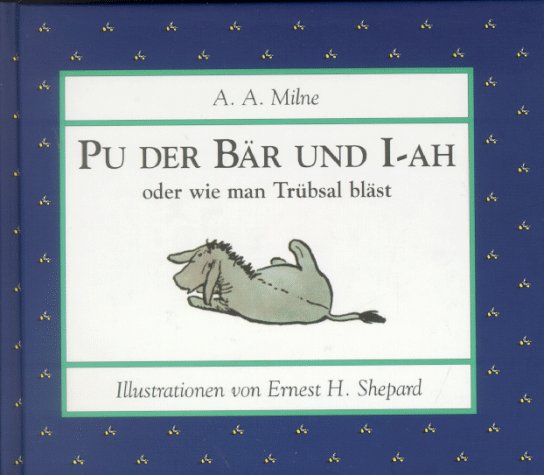 A. A. Milne
PU DER BÄR UND I-AH
oder wie man Trübsal bläst
Illustrationen von Ernest H. Shepard